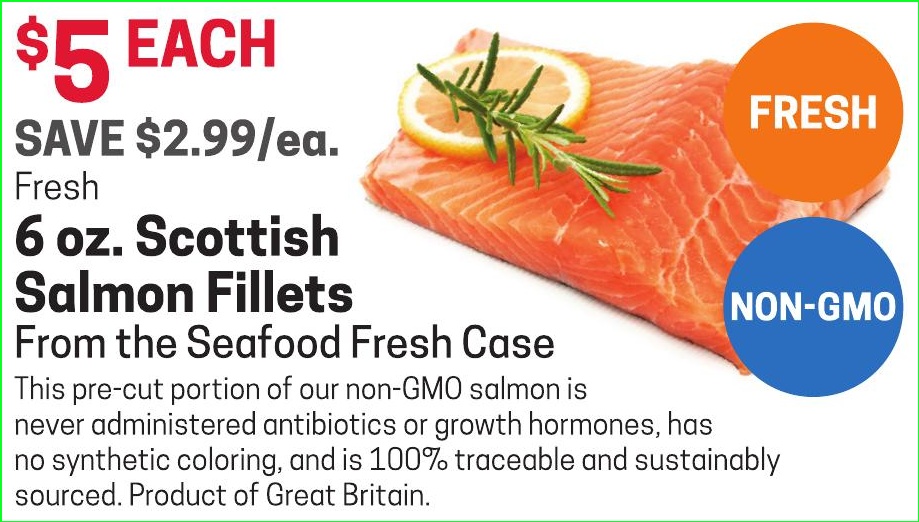 $5 EACH
SAVE $2.99/ea.
Fresh
6 oz. Scottish
Salmon Fillets
From the Seafood Fresh Case
This pre-cut portion of our non-GMO salmon is
never administered antibiotics or growth hormones, has
no synthetic coloring, and is 100% traceable and sustainably
sourced. Product of Great Britain.
FRESH
NON-GMO